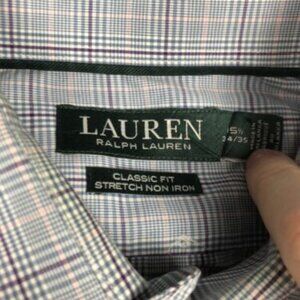 LAUREN
RALPH LAUREN
15½
34/35
CLASSIC FIT
STRETCH NON IRON